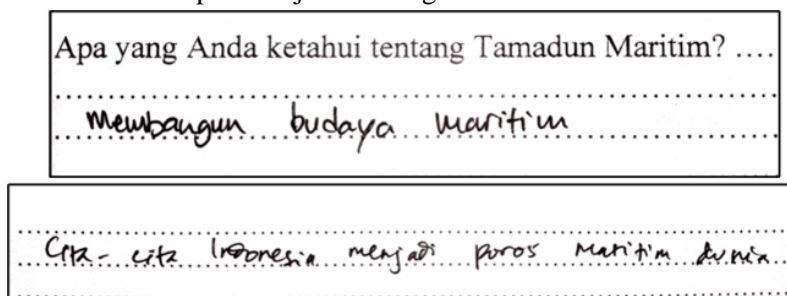 Apa yang Anda ketahui tentang Tamadun Maritim? ....
membangun budaya maritim
Cita-cita Indonesia menjadi poros maritim dunia